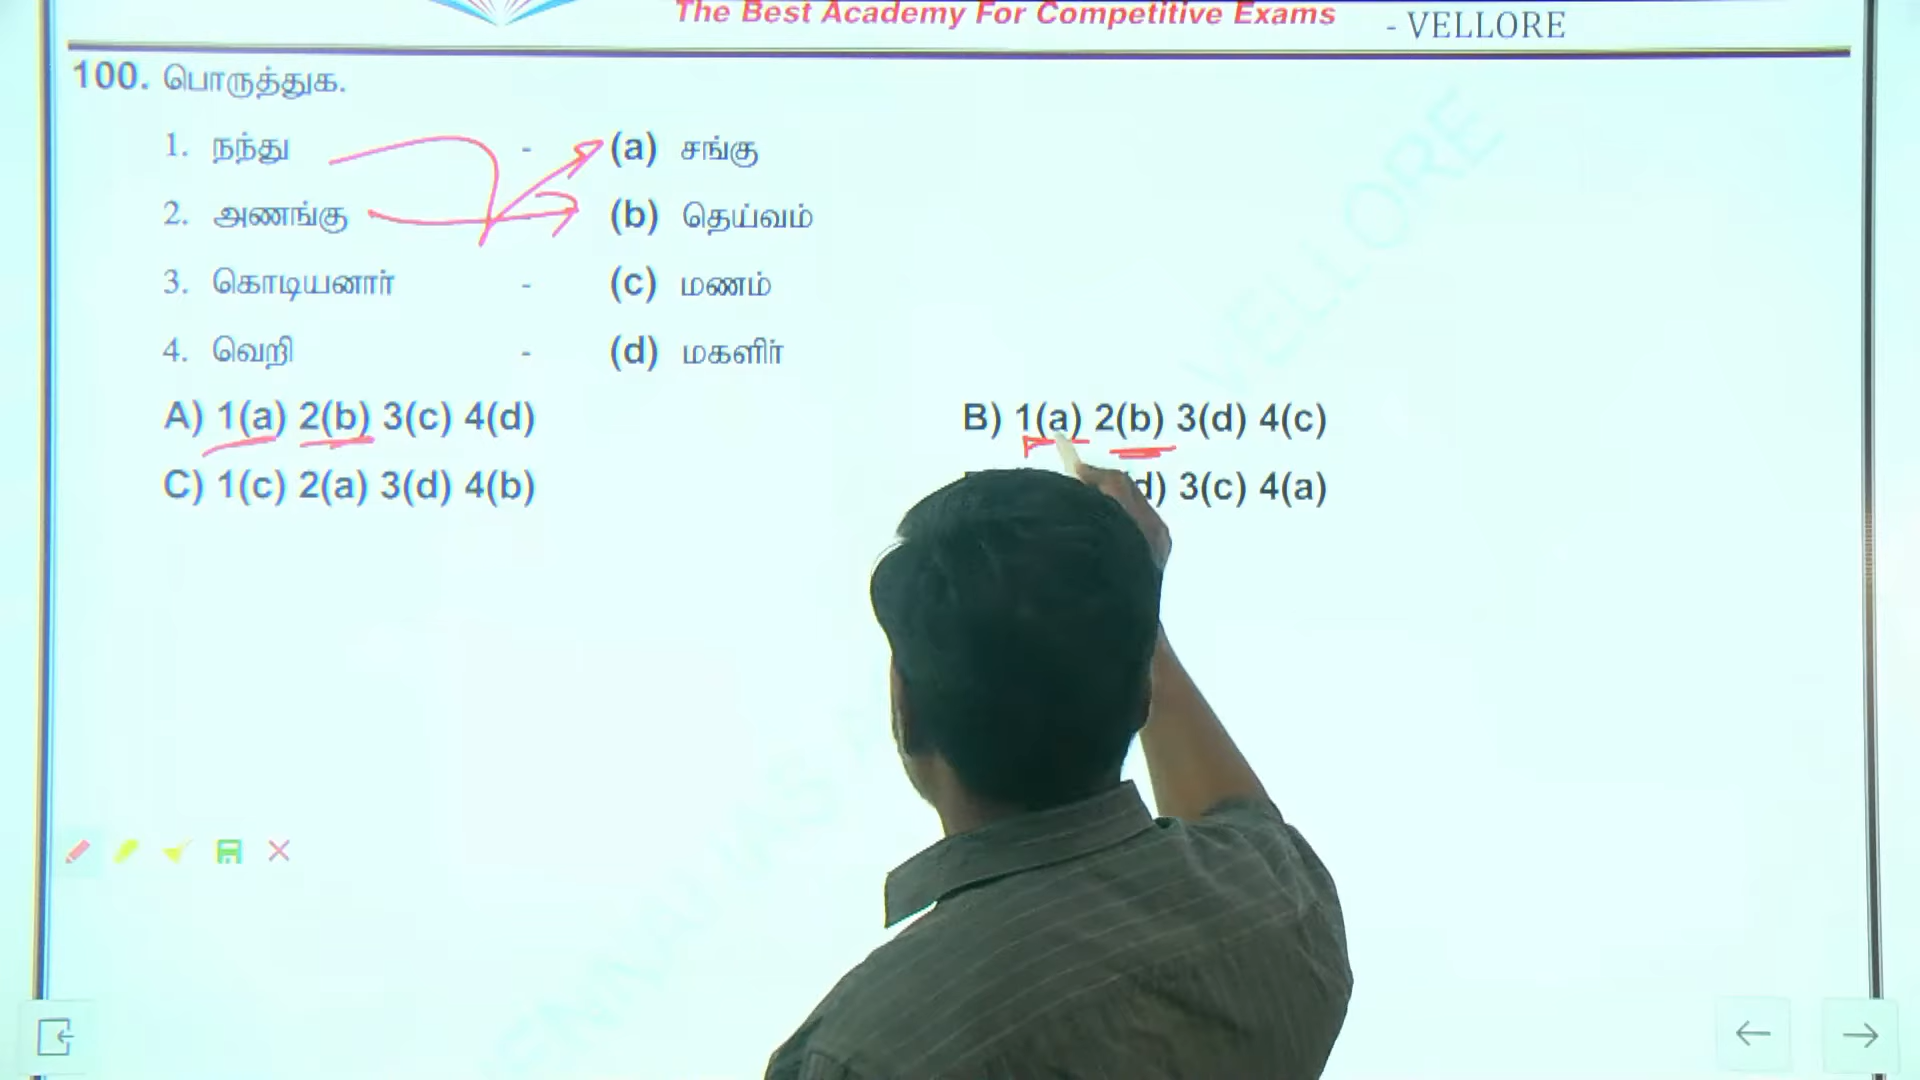 The Best Academy For Competitive Exams
- VELLORE
100. பொருத்துக.
1. நந்து - (a) சங்கு
2. அணங்கு - (b) தெய்வம்
3. கொடியனார் - (c) மணம்
4. வெறி - (d) மகளிர்
A) 1(a) 2(b) 3(c) 4(d)
B) 1(a) 2(b) 3(d) 4(c)
C) 1(c) 2(a) 3(d) 4(b)
3(c) 4(a)
VELLORE